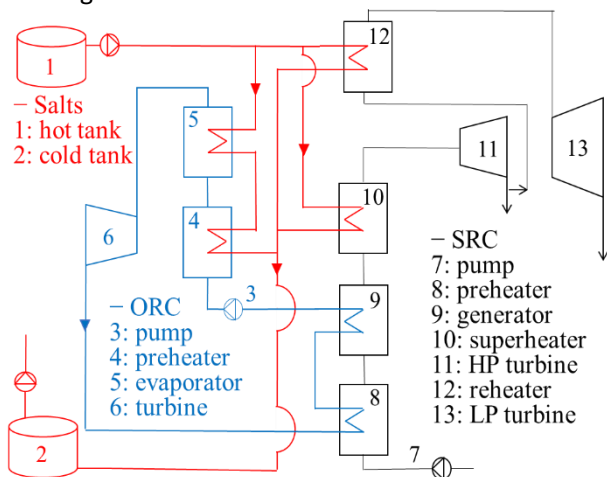 12
1
5
11
13
− Salts
1: hot tank
2: cold tank
10
6
4
− SRC
7: pump
8: preheater
9: generator
10: superheater
11: HP turbine
12: reheater
13: LP turbine
3
9
− ORC
3: pump
4: preheater
5: evaporator
6: turbine
8
2
7